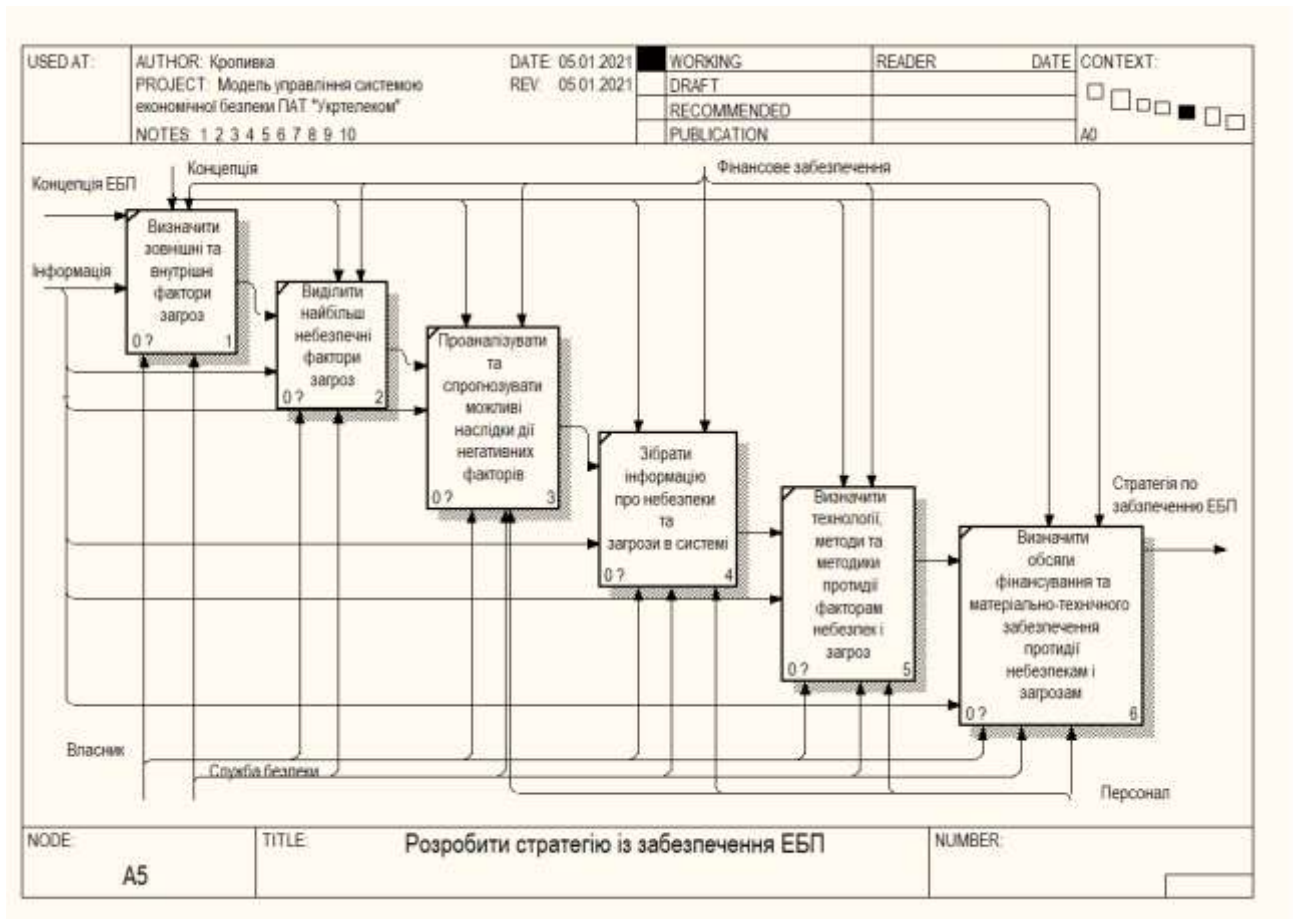 USED AT:
AUTHOR: Кропивка
DATE: 05.01.2021
PROJECT: Модель управління системою
REV: 05.01.2021
економічної безпеки ПАТ "Укртелеком"
NOTES: 1 2 3 4 5 6 7 8 9 10
WORKING
DRAFT
RECOMMENDED
PUBLICATION
READER
DATE
CONTEXT:
A0
Концепція ЕБП
Концепція
Фінансове забезпечення
Інформація
Визначити
зовнішні та
внутрішні
фактори
загроз
0 ?
1
Виділити
найбільш
небезпечні
фактори
загроз
0 ?
2
Проаналізувати
та
спрогнозувати
можливі
наслідки дії
негативних
факторів
0 ?
3
Зібрати
інформацію
про небезпеки
та
загрози в системі
0 ?
4
Визначити
технології,
методи та
методики
протидії
факторам
небезпек і
загроз
0 ?
5
Визначити
обсяги
фінансування та
матеріально-технічного
забезпечення
протидії
небезпекам і
загрозам
0 ?
6
Стратегія по
забзпеченню ЕБП
Власник
Служба безпеки
Персонал
NODE:
A5
TITLE:
Розробити стратегію із забезпечення ЕБП
NUMBER: